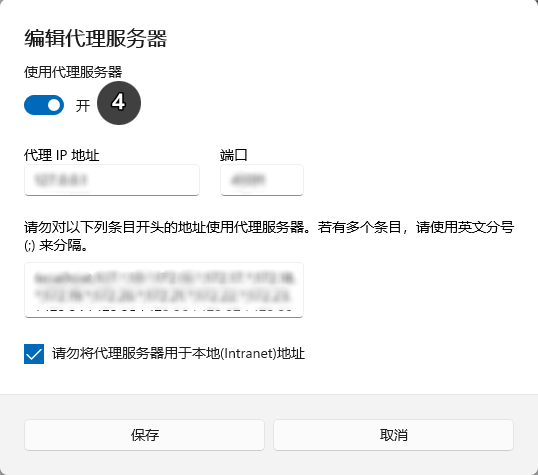 编辑代理服务器
使用代理服务器
开
4
代理 IP 地址
端口
请勿对以下列条目开头的地址使用代理服务器。若有多个条目，请使用英文分号
(;) 来分隔。
请勿将代理服务器用于本地(Intranet)地址
保存
取消